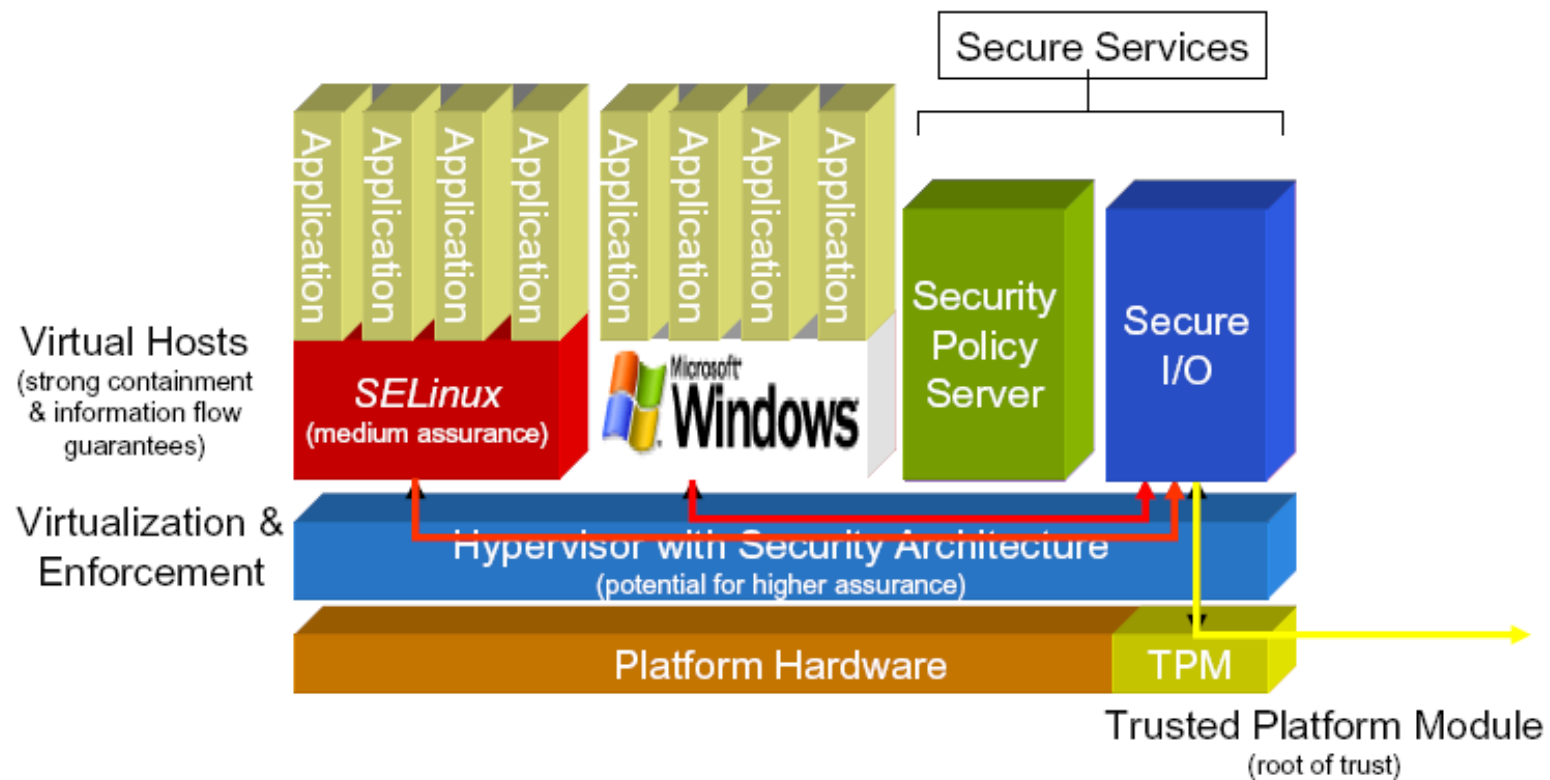 Secure Services
Application
Application
Application
Application
Application
Application
Application
Application
Security
Policy
Server
Secure
I/O
Virtual Hosts
(strong containment
& information flow
guarantees)
SELinux
(medium assurance)
Microsoft
Windows
Virtualization &
Enforcement
Hypervisor with Security Architecture
(potential for higher assurance)
Platform Hardware
TPM
Trusted Platform Module
(root of trust)